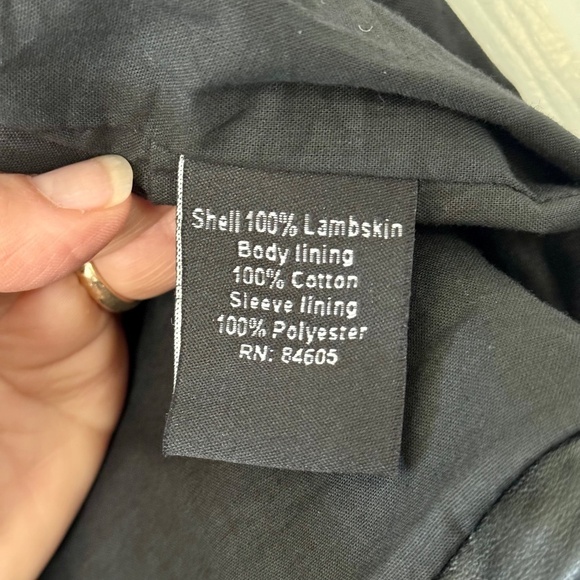 Shell 100% Lambskin
Body lining
100% Cotton
Sleeve lining
100% Polyester
RN: 84605